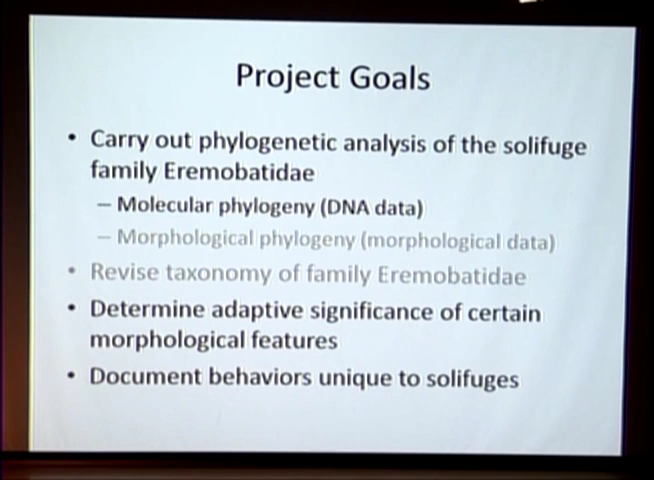 Project Goals
• Carry out phylogenetic analysis of the solifuge
family Eremobatidae
– Molecular phylogeny (DNA data)
– Morphological phylogeny (morphological data)
• Revise taxonomy of family Eremobatidae
• Determine adaptive significance of certain
morphological features
• Document behaviors unique to solifuges